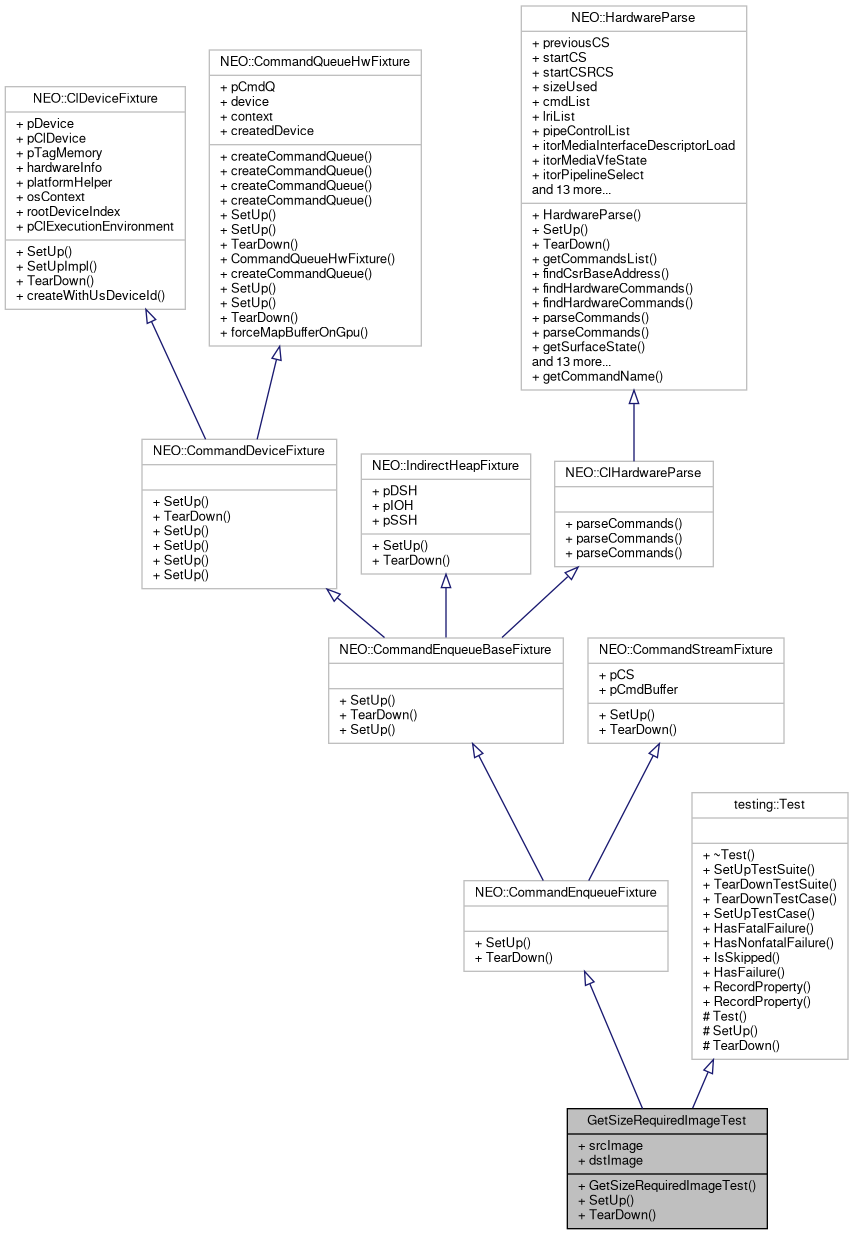 NEO::HardwareParse
+ previousCS
+ startCS
+ startCSRCS
+ sizeUsed
+ cmdList
+ lriList
+ pipeControlList
+ itorMediaInterfaceDescriptorLoad
+ itorMediaVfeState
+ itorPipelineSelect
and 13 more...
+ HardwareParse()
+ SetUp()
+ TearDown()
+ getCommandsList()
+ findCsrBaseAddress()
+ findHardwareCommands()
+ findHardwareCommands()
+ parseCommands()
+ parseCommands()
+ getSurfaceState()
and 13 more...
+ getCommandName()
NEO::CommandQueueHwFixture
+ pCmdQ
+ device
+ context
+ createdDevice
+ createCommandQueue()
+ createCommandQueue()
+ createCommandQueue()
+ createCommandQueue()
+ SetUp()
+ SetUp()
+ TearDown()
+ CommandQueueHwFixture()
+ createCommandQueue()
+ SetUp()
+ SetUp()
+ TearDown()
+ forceMapBufferOnGpu()
NEO::ClDeviceFixture
+ pDevice
+ pClDevice
+ pTagMemory
+ hardwareInfo
+ platformHelper
+ osContext
+ rootDeviceIndex
+ pClExecutionEnvironment
+ SetUp()
+ SetUpImpl()
+ TearDown()
+ createWithUsDeviceId()
NEO::CommandDeviceFixture
+ SetUp()
+ TearDown()
+ SetUp()
+ SetUp()
+ SetUp()
+ SetUp()
NEO::IndirectHeapFixture
+ pDSH
+ pIOH
+ pSSH
+ SetUp()
+ TearDown()
NEO::ClHardwareParse
+ parseCommands()
+ parseCommands()
+ parseCommands()
NEO::CommandEnqueueBaseFixture
+ SetUp()
+ TearDown()
+ SetUp()
NEO::CommandStreamFixture
+ pCS
+ pCmdBuffer
+ SetUp()
+ TearDown()
testing::Test
+ ~Test()
+ SetUpTestSuite()
+ TearDownTestSuite()
+ TearDownTestCase()
+ SetUpTestCase()
+ HasFatalFailure()
+ HasNonfatalFailure()
+ IsSkipped()
+ HasFailure()
+ RecordProperty()
+ RecordProperty()
# Test()
# SetUp()
# TearDown()
NEO::CommandEnqueueFixture
+ SetUp()
+ TearDown()
GetSizeRequiredImageTest
+ srcImage
+ dstImage
+ GetSizeRequiredImageTest()
+ SetUp()
+ TearDown()